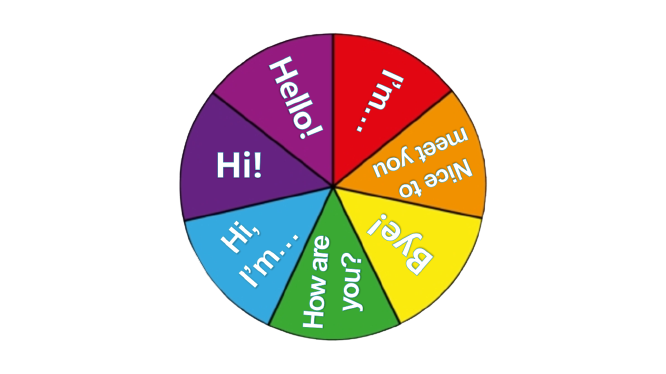 Hello!
I'm...
Nice to
meet you
Bye!
How are
you?
Hi,
I'm...
Hi!